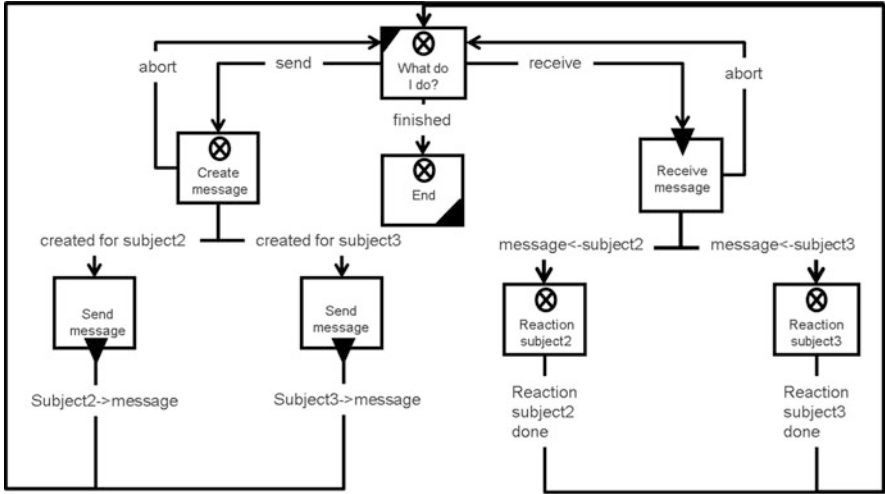 What do
I do?
abort
send
receive
abort
finished
Create
message
End
Receive
message
created for subject2
created for subject3
message<-subject2
message<-subject3
Send
message
Send
message
Reaction
subject2
Reaction
subject3
Subject2->message
Subject3->message
Reaction
subject2
done
Reaction
subject3
done